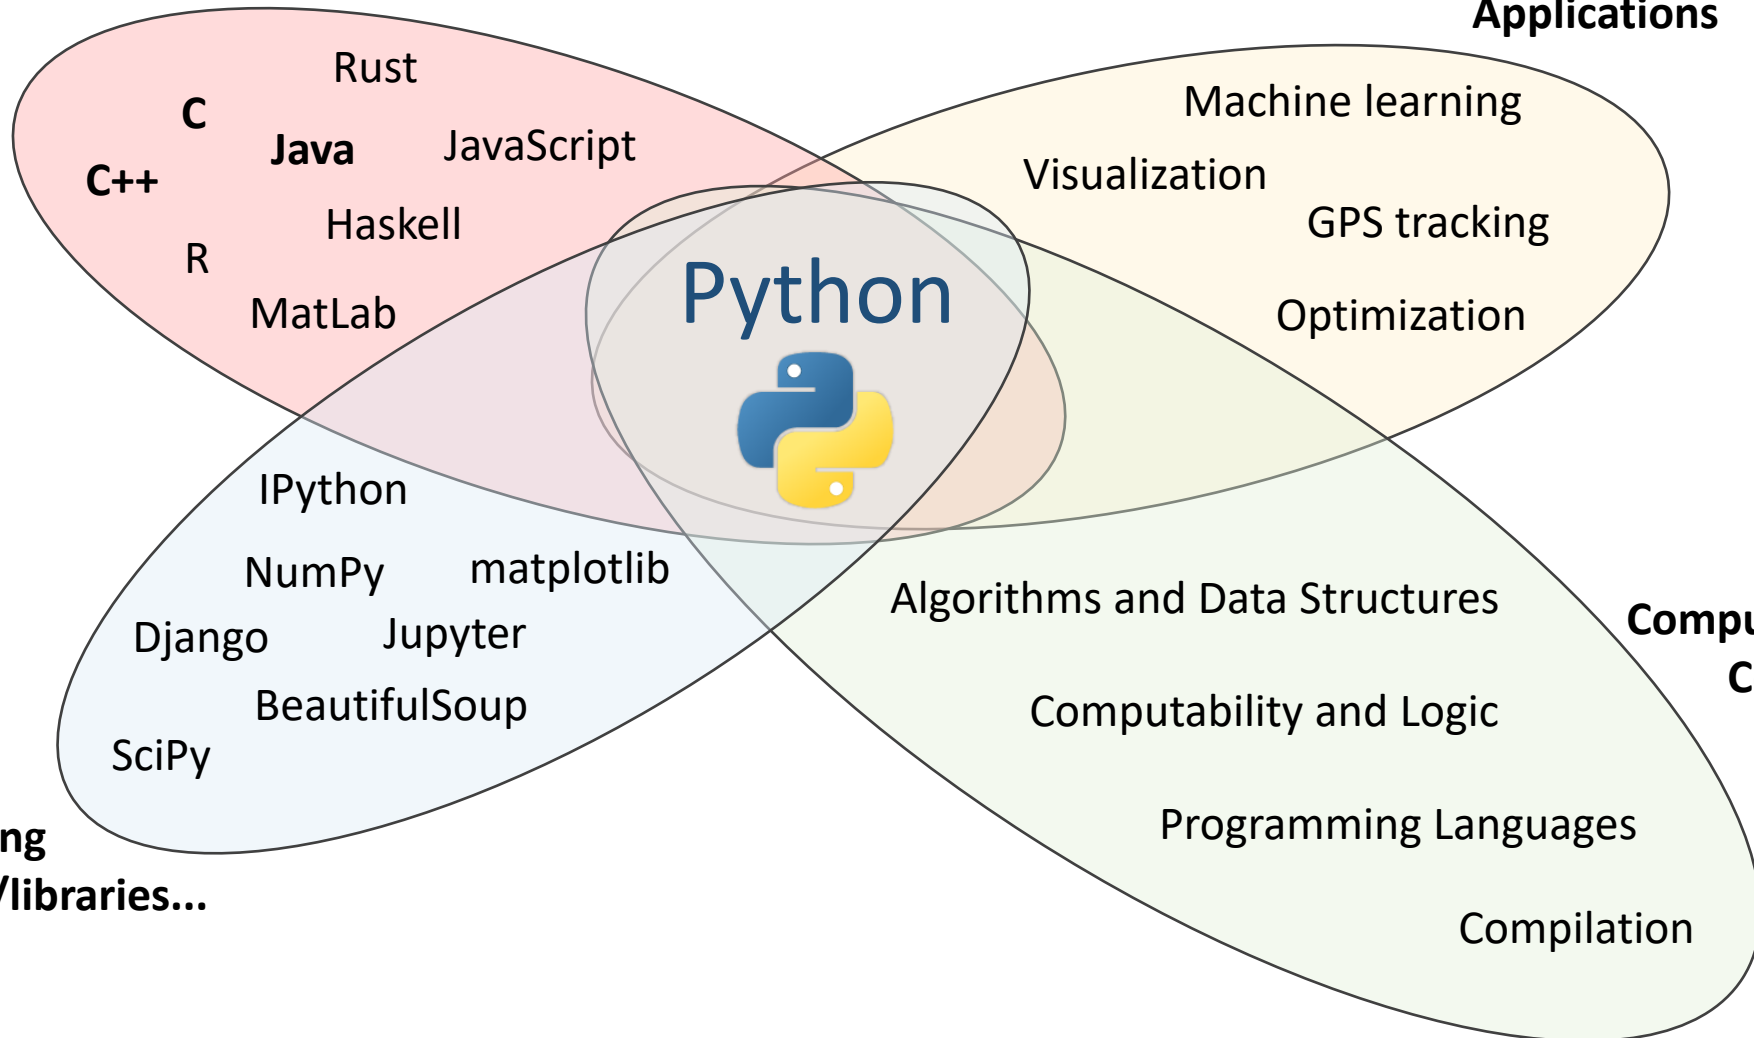 Applications
Rust
C
Java
JavaScript
C++
Haskell
R
MatLab
Machine learning
Visualization
GPS tracking
Optimization
Python
IPython
NumPy
matplotlib
Django
Jupyter
BeautifulSoup
SciPy
/libraries...
Algorithms and Data Structures
Computability and Logic
Programming Languages
Compilation